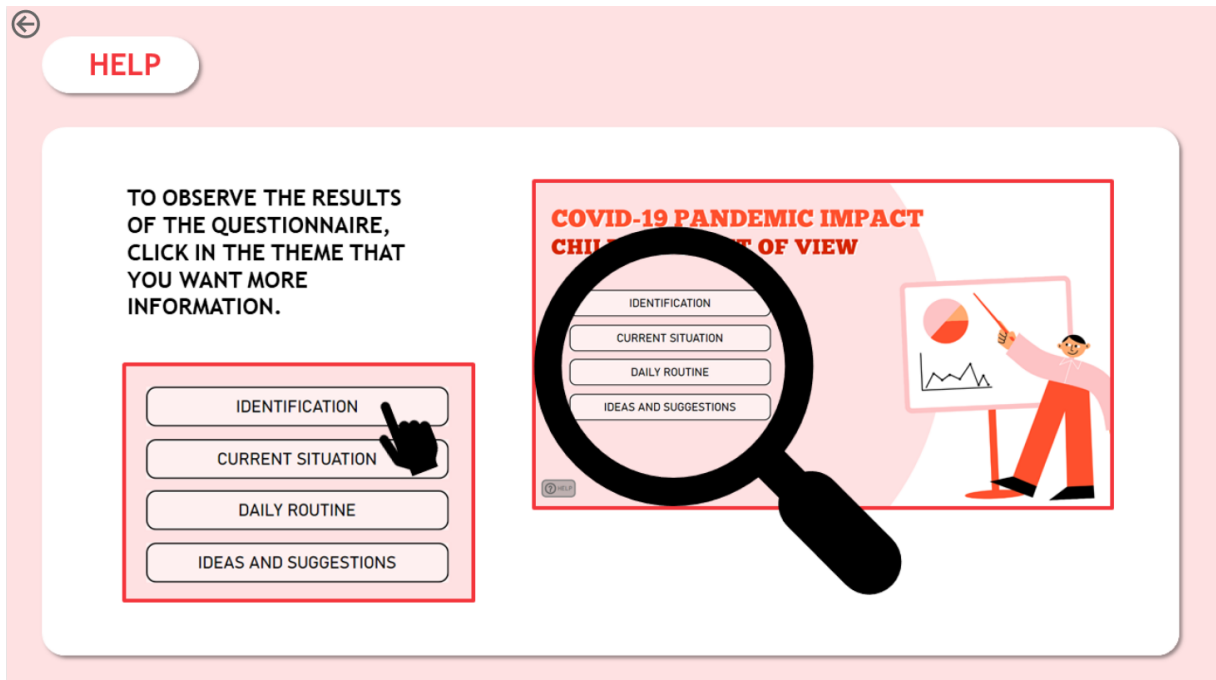 HELP
TO OBSERVE THE RESULTS
OF THE QUESTIONNAIRE,
CLICK IN THE THEME THAT
YOU WANT MORE
INFORMATION.
IDENTIFICATION
CURRENT SITUATION
DAILY ROUTINE
IDEAS AND SUGGESTIONS
COVID-19 PANDEMIC IMPACT
OF VIEW
IDENTIFICATION
CURRENT SITUATION
DAILY ROUTINE
IDEAS AND SUGGESTIONS
? HELP